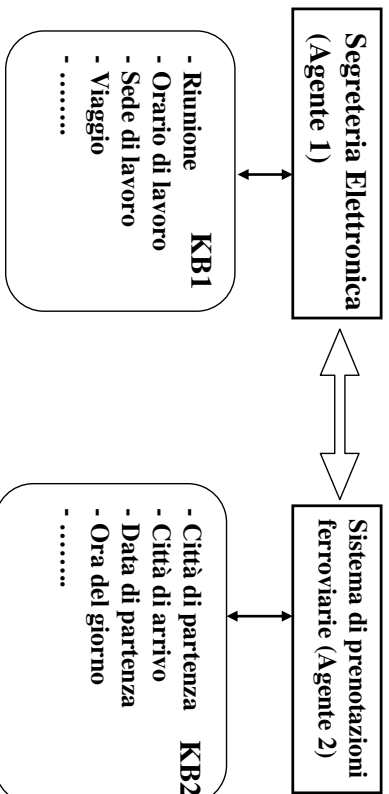 Segreteria Elettronica
(Agente 1)
Sistema di prenotazioni
ferroviarie (Agente 2)
KB1
- Riunione
- Orario di lavoro
- Sede di lavoro
- Viaggio
- ……..
KB2
- Città di partenza
- Città di arrivo
- Data di partenza
- Ora del giorno
- ……..